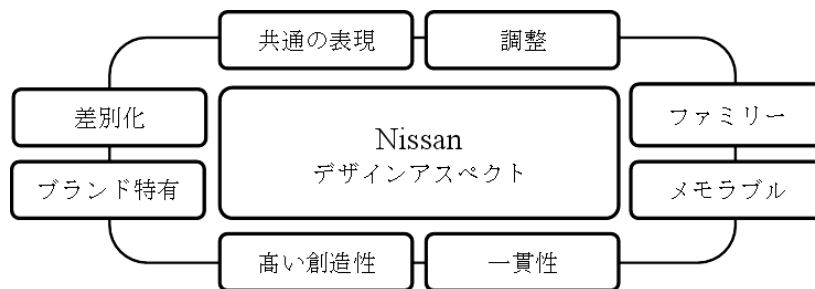 共通の表現
調整
差別化
ファミリー
Nissan
デザインアスペクト
ブランド特有
メモラブル
髙い創造性
一貫性